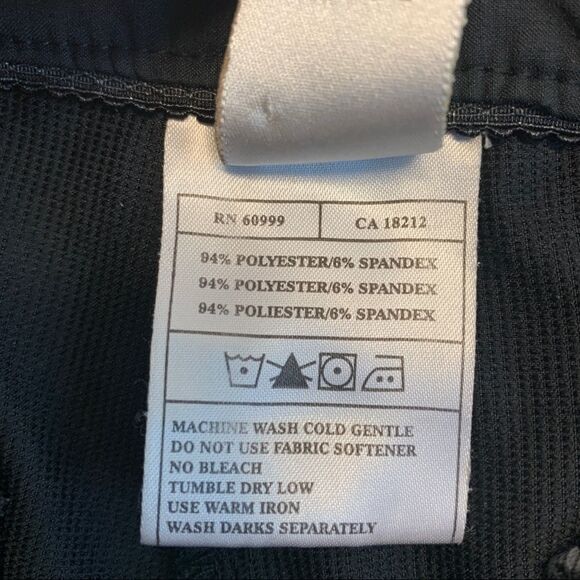 RN 60999 CA 18212
94% POLYESTER/6% SPANDEX
94% POLYESTER/6% SPANDEX
94% POLIESTER/6% SPANDEX
MACHINE WASH COLD GENTLE
DO NOT USE FABRIC SOFTENER
NO BLEACH
TUMBLE DRY LOW
USE WARM IRON
WASH DARKS SEPARATELY